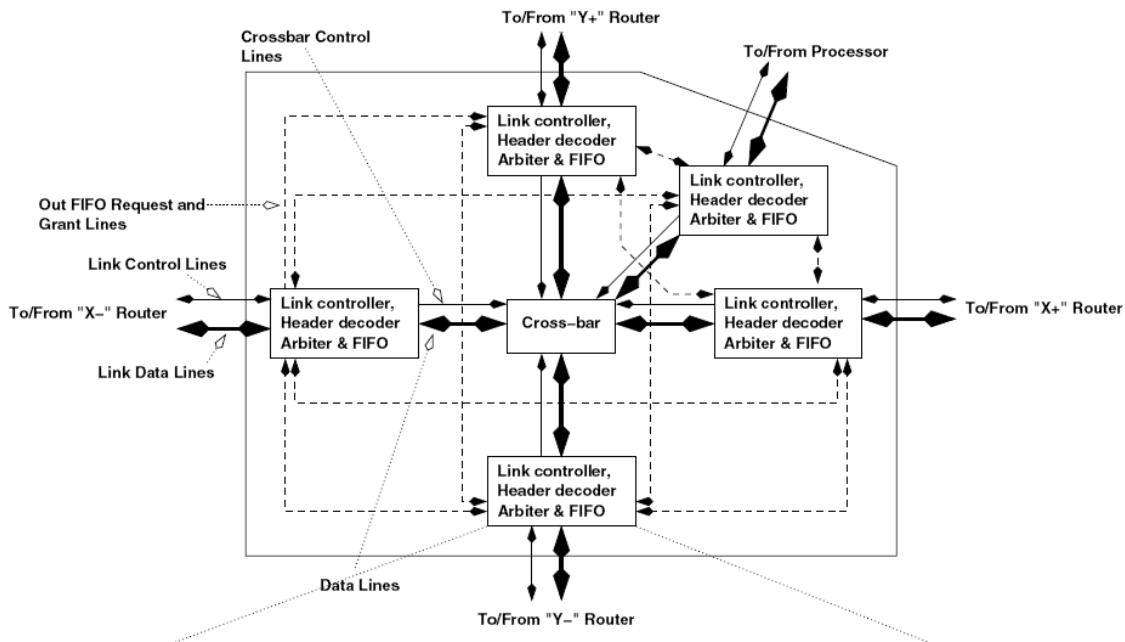 To/From "Y+" Router
Crossbar Control
Lines
To/From Processor
Link controller,
Header decoder
Arbiter & FIFO
Link controller,
Header decoder
Arbiter & FIFO
Out FIFO Request and
Grant Lines
Link Control Lines
To/From "X−" Router
Link Data Lines
Link controller,
Header decoder
Arbiter & FIFO
Cross−bar
Link controller,
Header decoder
Arbiter & FIFO
To/From "X+" Router
Link controller,
Header decoder
Arbiter & FIFO
Data Lines
To/From "Y−" Router